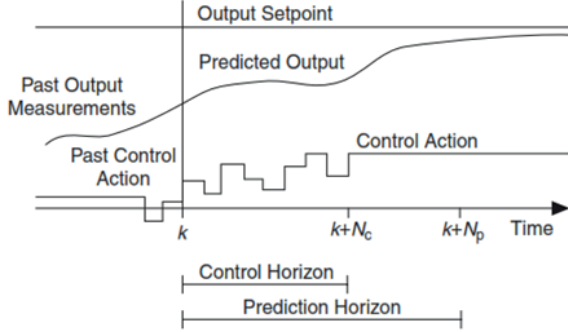 Output Setpoint
Predicted Output
Past Output
Measurements
Control Action
Past Control
Action
k
k+Nc
k+Np
Time
Control Horizon
Prediction Horizon